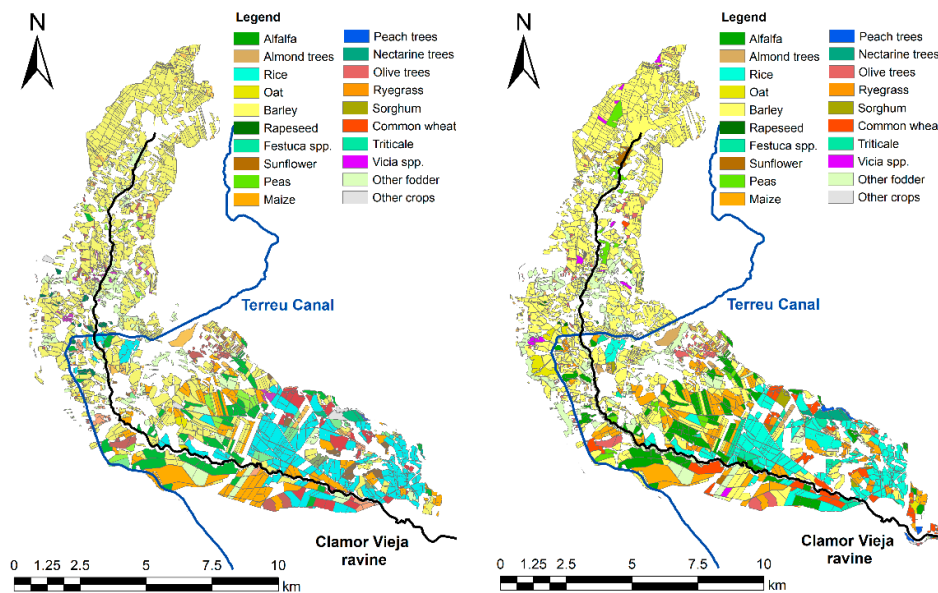 Legend
N
Alfalfa
Almond trees
Rice
Oat
Barley
Rapeseed
Festuca spp.
Sunflower
Peas
Maize
Peach trees
Nectarine trees
Olive trees
Ryegrass
Sorghum
Common wheat
Triticale
Vicia spp.
Other fodder
Other crops
Terreu Canal
Clamor Vieja
ravine
0 1.25 2.5 5 7.5 10
km
Legend
N
Alfalfa
Almond trees
Rice
Oat
Barley
Rapeseed
Festuca spp.
Sunflower
Peas
Maize
Peach trees
Nectarine trees
Olive trees
Ryegrass
Sorghum
Common wheat
Triticale
Vicia spp.
Other fodder
Other crops
Terreu Canal
Clamor Vieja
ravine
0 1.25 2.5 5 7.5 10
km